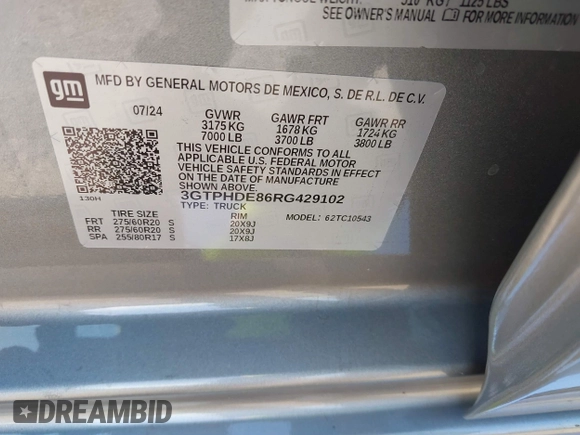 510 KG / 1125 LBS
SEE OWNER'S MANUAL FOR MORE INFORMATION
gm
MFD BY GENERAL MOTORS DE MEXICO, S. DE R.L. DE C.V.
07/24 GVWR GAWR FRT GAWR RR
3175 KG 1678 KG 1724 KG
7000 LB 3700 LB 3800 LB
THIS VEHICLE CONFORMS TO ALL
APPLICABLE U.S. FEDERAL MOTOR
VEHICLE SAFETY STANDARDS IN
EFFECT ON THE DATE OF MANUFACTURE
SHOWN ABOVE.
130H 3GTPHDE86RG429102
TYPE: TRUCK
TIRE SIZE RIM MODEL: 62TC10543
FRT 275/60R20 S 20X9J
RR 275/60R20 S 20X9J
SPA 255/80R17 S 17X8J
DREAMBID